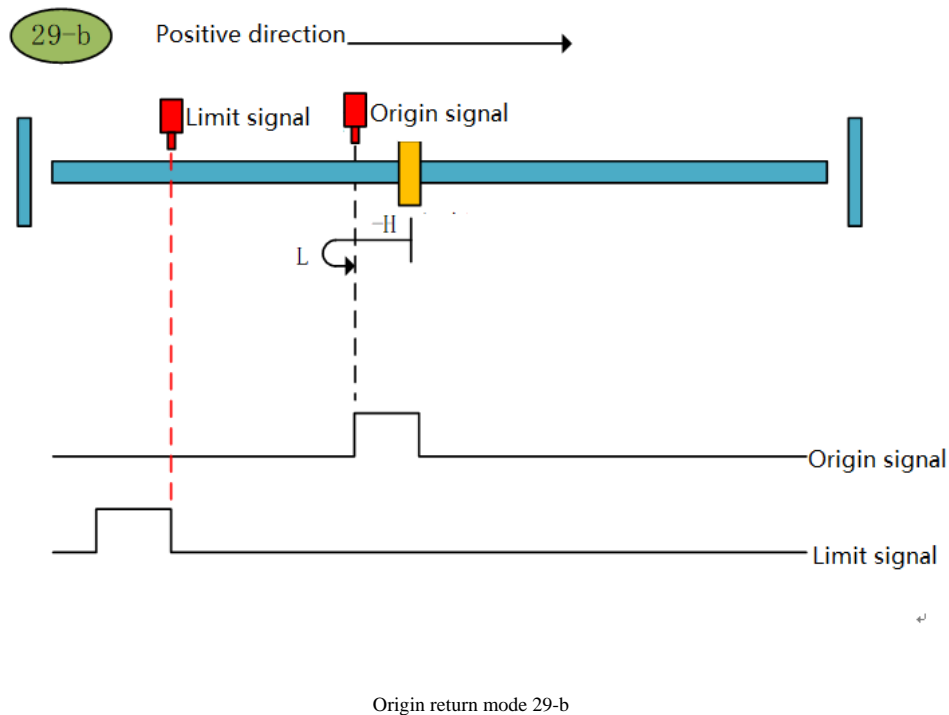 29-b
Positive direction
Limit signal
Origin signal
-H
L
Origin signal
Limit signal
Origin return mode 29-b